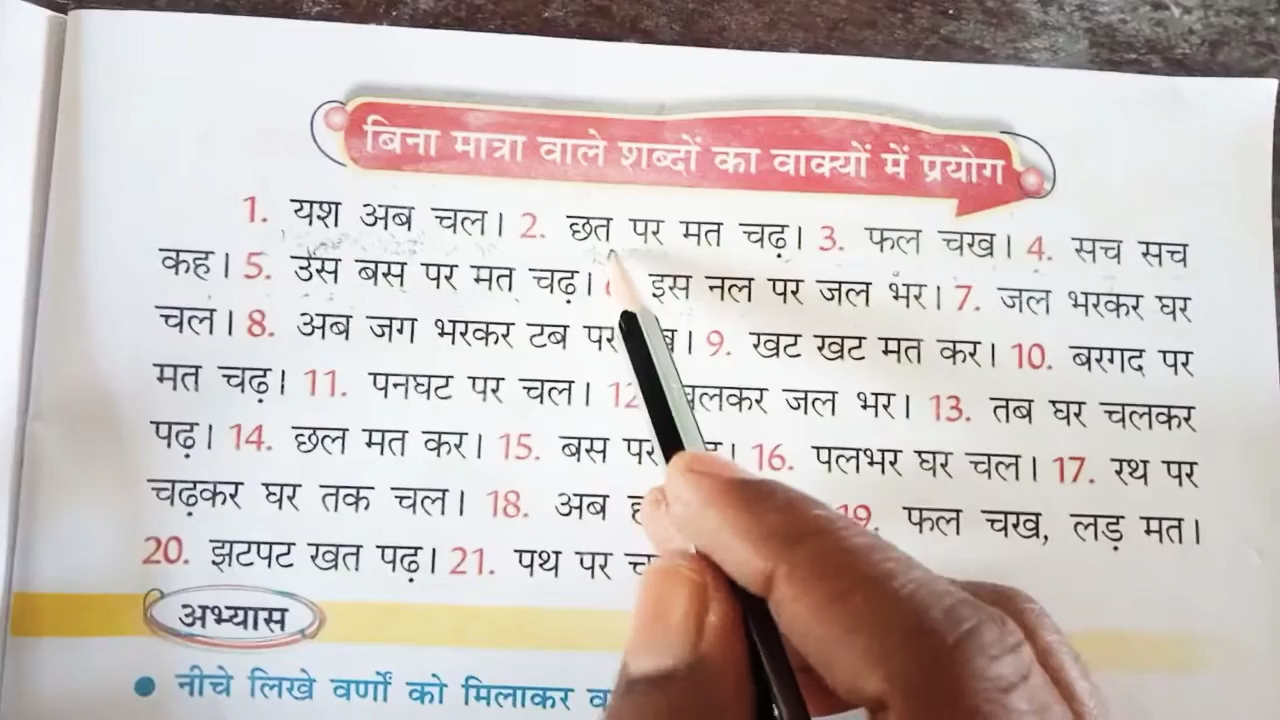 बिना मात्रा वाले शब्दों का वाक्यों में प्रयोग
1. यश अब चल। 2. छत पर मत चढ़। 3. फल चख। 4. सच सच
कह। 5. उस बस पर मत चढ़। इस नल पर जल भर। 7. जल भरकर घर
चल। 8. अब जग भरकर टब पर 9. खट खट मत कर। 10. बरगद पर
मत चढ़। 11. पनघट पर चल। 12 जल भर। 13. तब घर चलकर
पढ़। 14. छल मत कर। 15. बस पर 16. पलभर घर चल। 17. रथ पर
चढ़कर घर तक चल। 18. अब 19. फल चख, लड़ मत।
20. झटपट खत पढ़। 21. पथ पर
अभ्यास
● नीचे लिखे वर्णों को मिलाकर